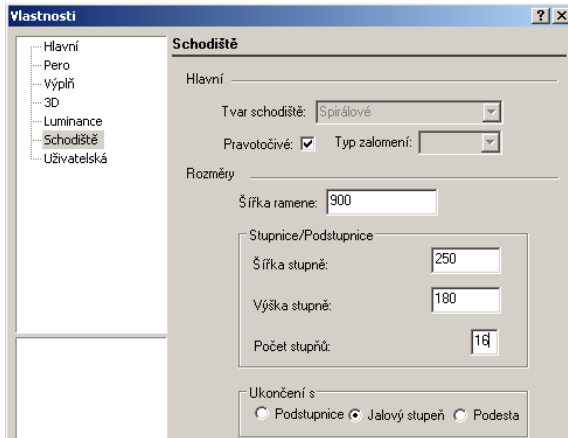 Vlastnosti
Hlavní
Pero
Výplň
3D
Luminance
Schodiště
Uživatelská
Schodiště
Hlavní
Tvar schodiště: Spirálové
Pravotočivé: Typ zalomení:
Rozměry
Šířka ramene: 900
Stupnice/Podstupnice
Šířka stupně: 250
Výška stupně: 180
Počet stupňů: 16
Ukončení s
Podstupnice Jalový stupeň Podesta